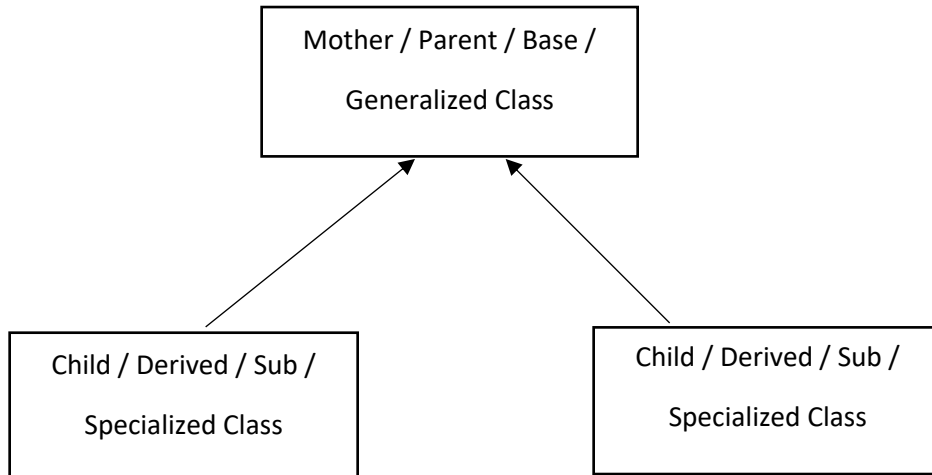 Mother / Parent / Base /
Generalized Class
Child / Derived / Sub /
Specialized Class
Child / Derived / Sub /
Specialized Class